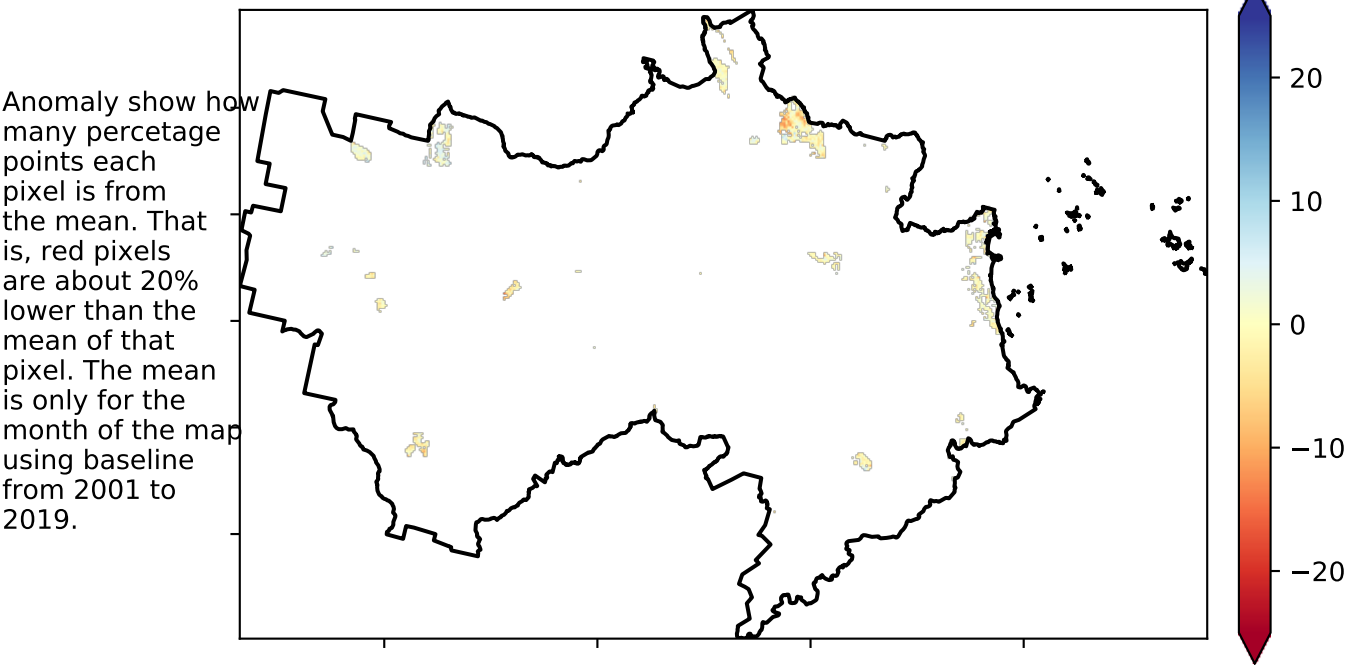 Anomaly show how
many percetage
points each
pixel is from
the mean. That
is, red pixels
are about 20%
lower than the
mean of that
pixel. The mean
is only for the
month of the map
using baseline
from 2001 to
2019.
20
10
0
−10
−20